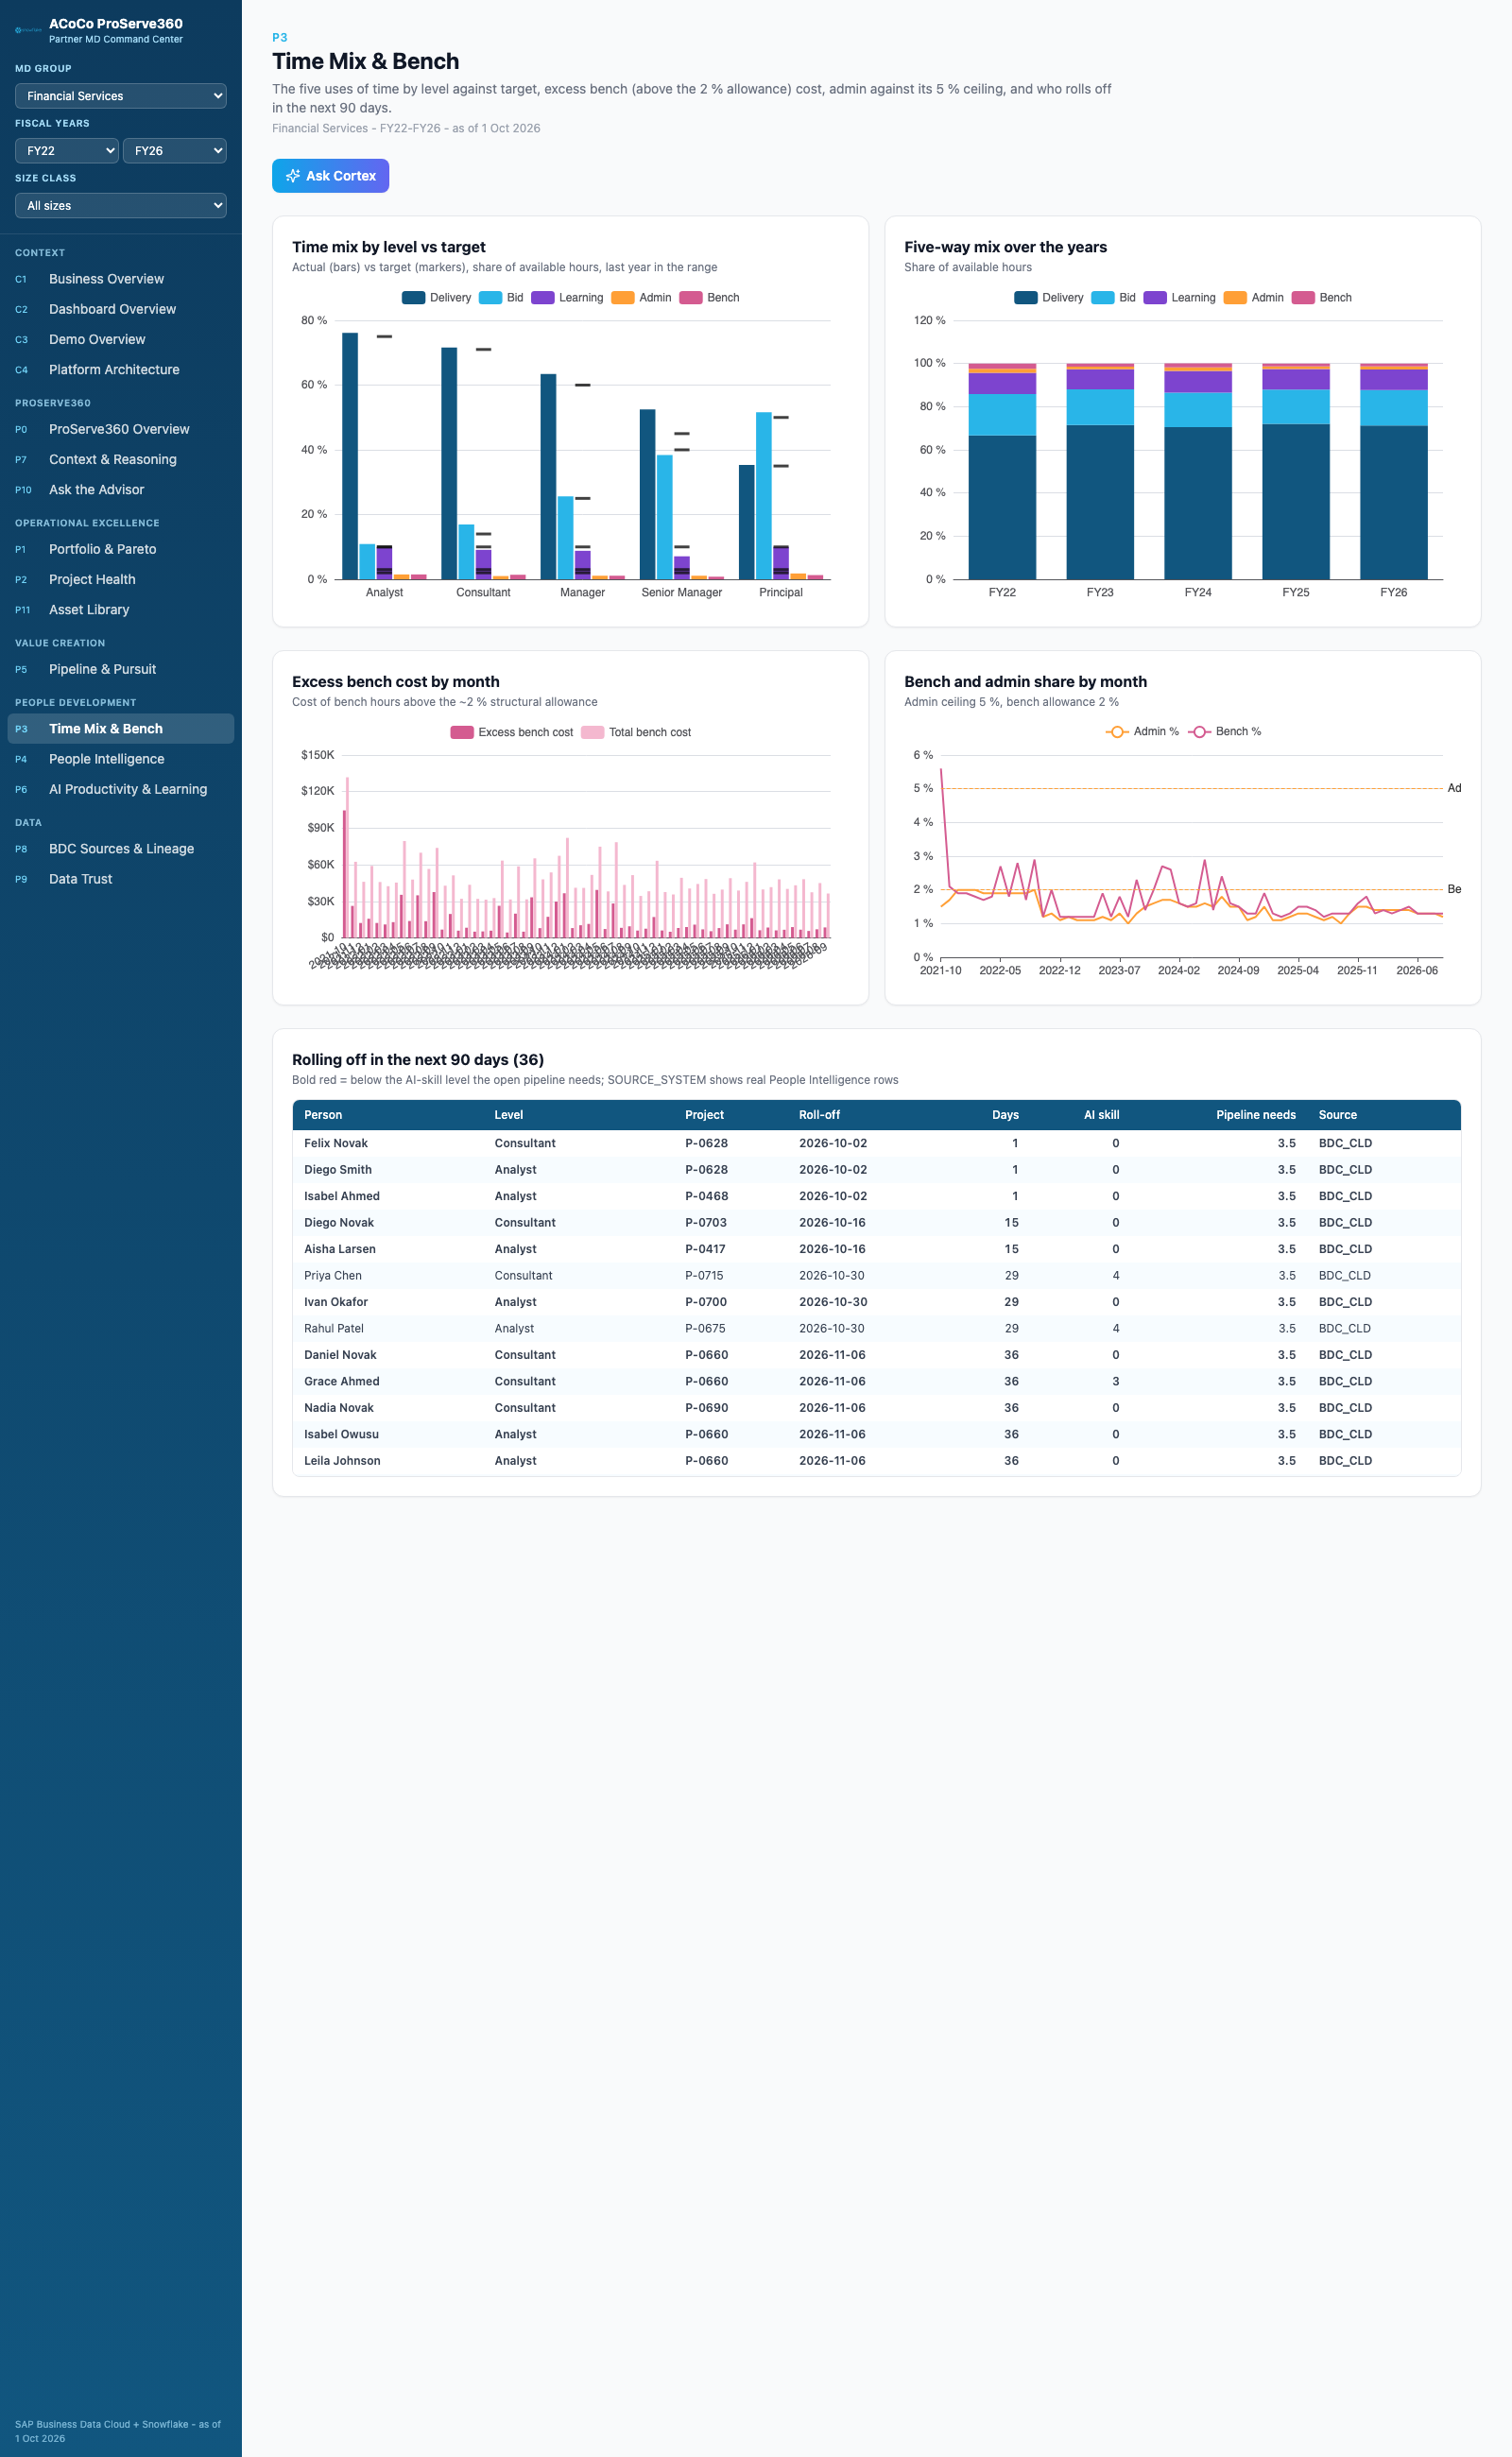 ACoCo ProServe360
Partner MD Command Center
MD GROUP
Financial Services
FISCAL YEARS
FY22 FY26
SIZE CLASS
All sizes
CONTEXT
C1 Business Overview
C2 Dashboard Overview
C3 Demo Overview
C4 Platform Architecture
PROSERVE360
P0 ProServe360 Overview
P7 Context & Reasoning
P10 Ask the Advisor
OPERATIONAL EXCELLENCE
P1 Portfolio & Pareto
P2 Project Health
P11 Asset Library
VALUE CREATION
P5 Pipeline & Pursuit
PEOPLE DEVELOPMENT
P3 Time Mix & Bench
P4 People Intelligence
P6 AI Productivity & Learning
DATA
P8 BDC Sources & Lineage
P9 Data Trust
SAP Business Data Cloud + Snowflake - as of
1 Oct 2026
P3
Time Mix & Bench
The five uses of time by level against target, excess bench (above the 2 % allowance) cost, admin against its 5 % ceiling, and who rolls off
in the next 90 days.
Financial Services - FY22-FY26 - as of 1 Oct 2026
Ask Cortex
Time mix by level vs target
Actual (bars) vs target (markers), share of available hours, last year in the range
Delivery Bid Learning Admin Bench
80 %
60 %
40 %
20 %
0 %
Analyst Consultant Manager Senior Manager Principal
Five-way mix over the years
Share of available hours
Delivery Bid Learning Admin Bench
120 %
100 %
80 %
60 %
40 %
20 %
0 %
FY22 FY23 FY24 FY25 FY26
Excess bench cost by month
Cost of bench hours above the ~2 % structural allowance
Excess bench cost Total bench cost
$150K
$120K
$90K
$60K
$30K
$0
Bench and admin share by month
Admin ceiling 5 %, bench allowance 2 %
Admin % Bench %
6 %
5 %
4 %
3 %
2 %
1 %
0 %
Ad
Be
2021-10 2022-05 2022-12 2023-07 2024-02 2024-09 2025-04 2025-11 2026-06
Rolling off in the next 90 days (36)
Bold red = below the AI-skill level the open pipeline needs; SOURCE_SYSTEM shows real People Intelligence rows
Person Level Project Roll-off Days AI skill Pipeline needs Source
Felix Novak Consultant P-0628 2026-10-02 1 0 3.5 BDC_CLD
Diego Smith Analyst P-0628 2026-10-02 1 0 3.5 BDC_CLD
Isabel Ahmed Analyst P-0468 2026-10-02 1 0 3.5 BDC_CLD
Diego Novak Consultant P-0703 2026-10-16 15 0 3.5 BDC_CLD
Aisha Larsen Analyst P-0417 2026-10-16 15 0 3.5 BDC_CLD
Priya Chen Consultant P-0715 2026-10-30 29 4 3.5 BDC_CLD
Ivan Okafor Analyst P-0700 2026-10-30 29 0 3.5 BDC_CLD
Rahul Patel Analyst P-0675 2026-10-30 29 4 3.5 BDC_CLD
Daniel Novak Consultant P-0660 2026-11-06 36 0 3.5 BDC_CLD
Grace Ahmed Consultant P-0660 2026-11-06 36 3 3.5 BDC_CLD
Nadia Novak Consultant P-0690 2026-11-06 36 0 3.5 BDC_CLD
Isabel Owusu Analyst P-0660 2026-11-06 36 0 3.5 BDC_CLD
Leila Johnson Analyst P-0660 2026-11-06 36 0 3.5 BDC_CLD